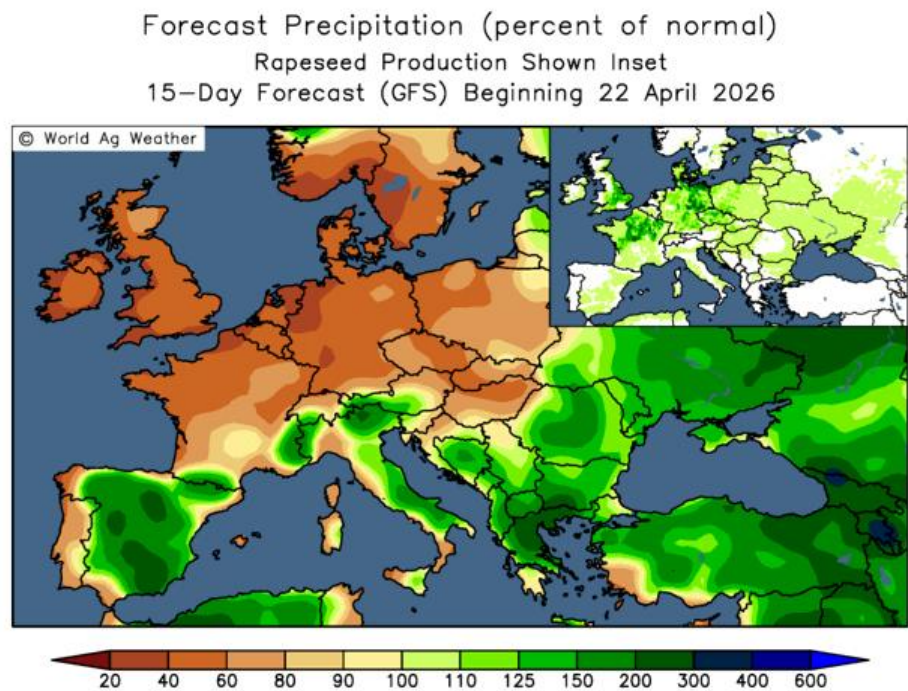 Forecast Precipitation (percent of normal)
Rapeseed Production Shown Inset
15-Day Forecast (GFS) Beginning 22 April 2026
© World Ag Weather
20 40 60 80 90 100 110 125 150 200 300 400 600